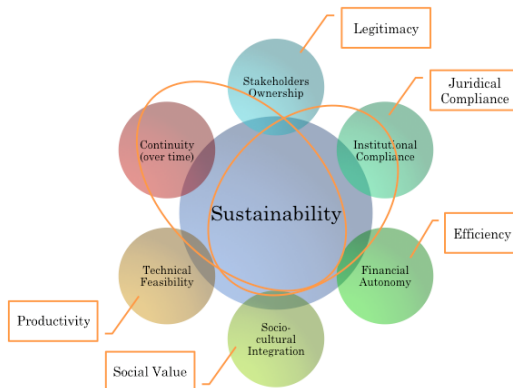 Legitimacy
Stakeholders
Ownership
Juridical
Compliance
Continuity
(over time)
Institutional
Compliance
Sustainability
Efficiency
Technical
Feasibility
Financial
Autonomy
Productivity
Socio-
cultural
Integration
Social Value